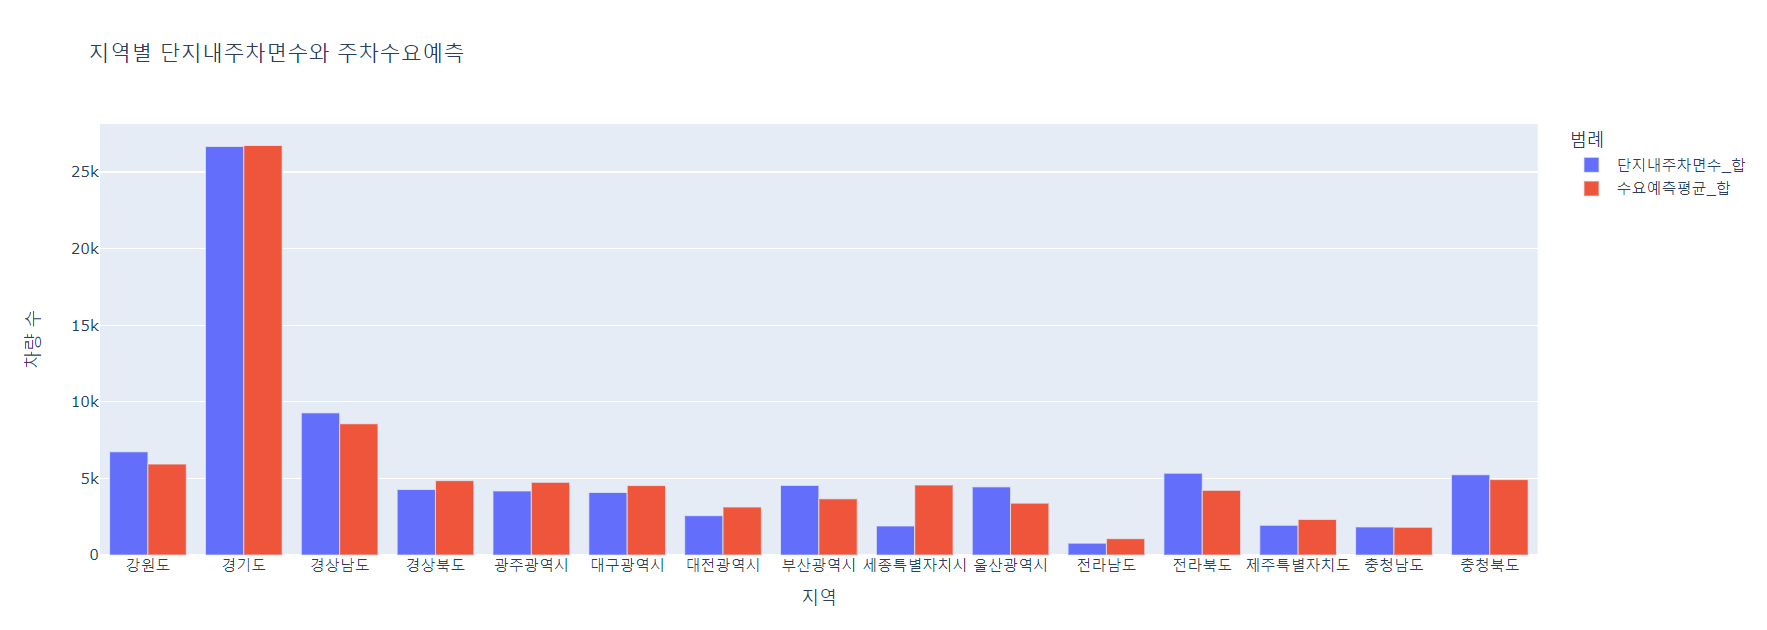 지역별 단지내주차면수와 주차수요예측
범례
단지내주차면수_합
수요예측평균_합
차량 수
25k
20k
15k
10k
5k
0
강원도 경기도 경상남도 경상북도 광주광역시 대구광역시 대전광역시 부산광역시 세종특별자치시 울산광역시 전라남도 전라북도 제주특별자치도 충청남도 충청북도
지역